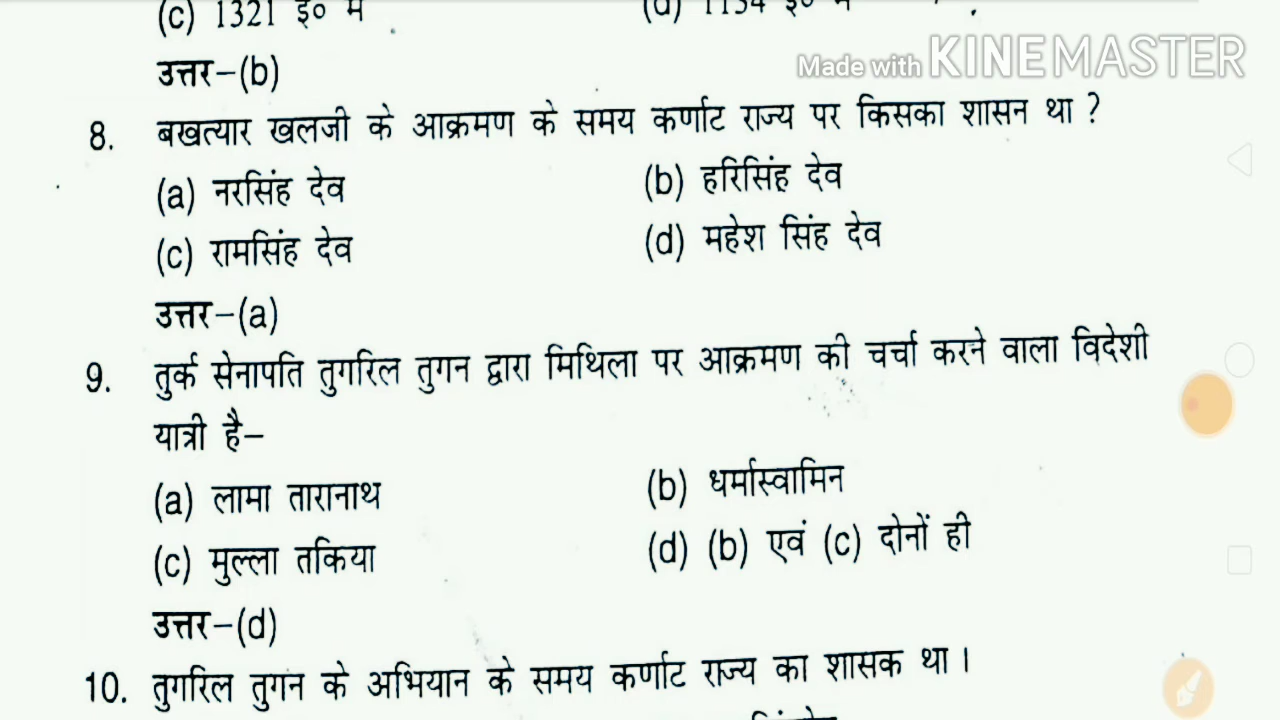 (c) 1321 ई० में
(d) 1154 ई० में
उत्तर–(b)
Made with KINEMASTER
8. बखत्यार खलजी के आक्रमण के समय कर्णाट राज्य पर किसका शासन था ?
(a) नरसिंह देव
(b) हरिसिंह देव
(c) रामसिंह देव
(d) महेश सिंह देव
उत्तर–(a)
9. तुर्क सेनापति तुगरिल तुगन द्वारा मिथिला पर आक्रमण की चर्चा करने वाला विदेशी
यात्री है–
(a) लामा तारानाथ
(b) धर्मास्वामिन
(c) मुल्ला तकिया
(d) (b) एवं (c) दोनों ही
उत्तर–(d)
10. तुगरिल तुगन के अभियान के समय कर्णाट राज्य का शासक था ।